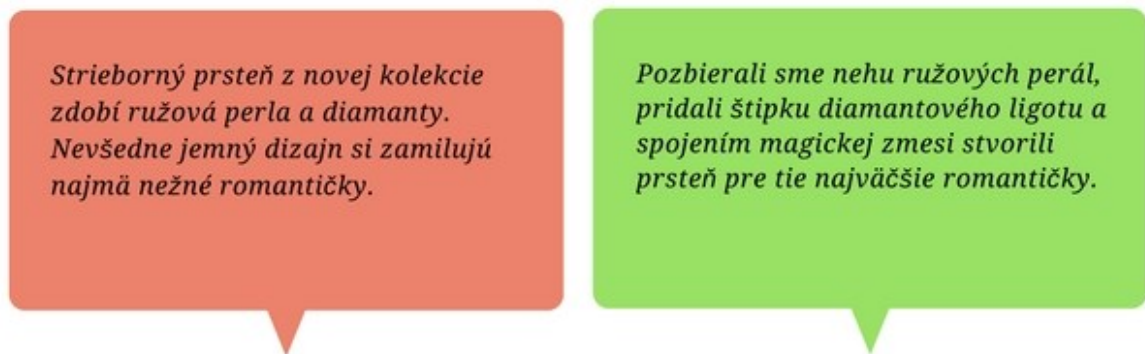 Strieborný prsteň z novej kolekcie
zdobí ružová perla a diamanty.
Nevšedne jemný dizajn si zamilujú
najmä nežné romantičky.
Pozbierali sme nehu ružových perál,
pridali štipku diamantového ligotu a
spojením magickej zmesi stvorili
prsteň pre tie najväčšie romantičky.